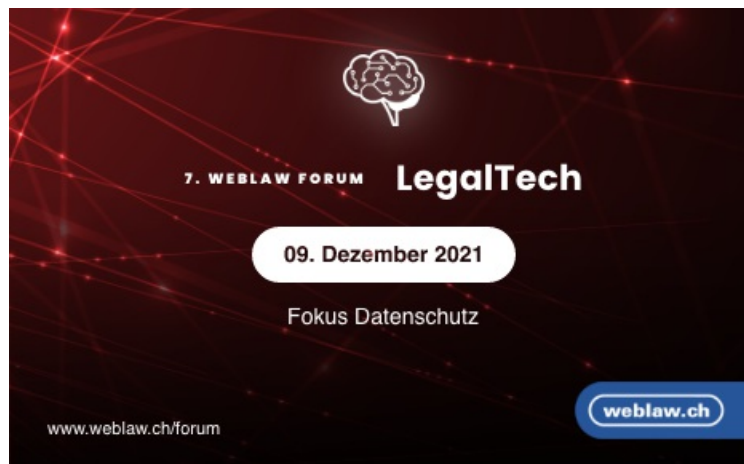 7. WEBLAW FORUM LegalTech
09. Dezember 2021
Fokus Datenschutz
weblaw.ch
www.weblaw.ch/forum